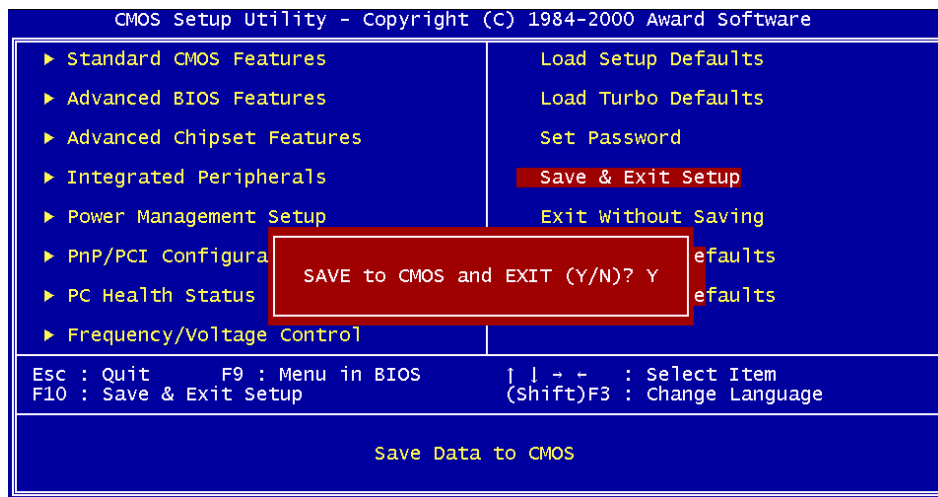 CMOS Setup Utility - Copyright (C) 1984-2000 Award Software
▶ Standard CMOS Features
▶ Advanced BIOS Features
▶ Advanced Chipset Features
▶ Integrated Peripherals
▶ Power Management Setup
▶ PnP/PCI Configura
▶ PC Health Status
▶ Frequency/Voltage Control
Load Setup Defaults
Load Turbo Defaults
Set Password
Save & Exit Setup
Exit Without Saving
efaults
efaults
SAVE to CMOS and EXIT (Y/N)? Y
Esc : Quit F9 : Menu in BIOS ↑ ↓ → ← : Select Item
F10 : Save & Exit Setup (Shift)F3 : Change Language
Save Data to CMOS